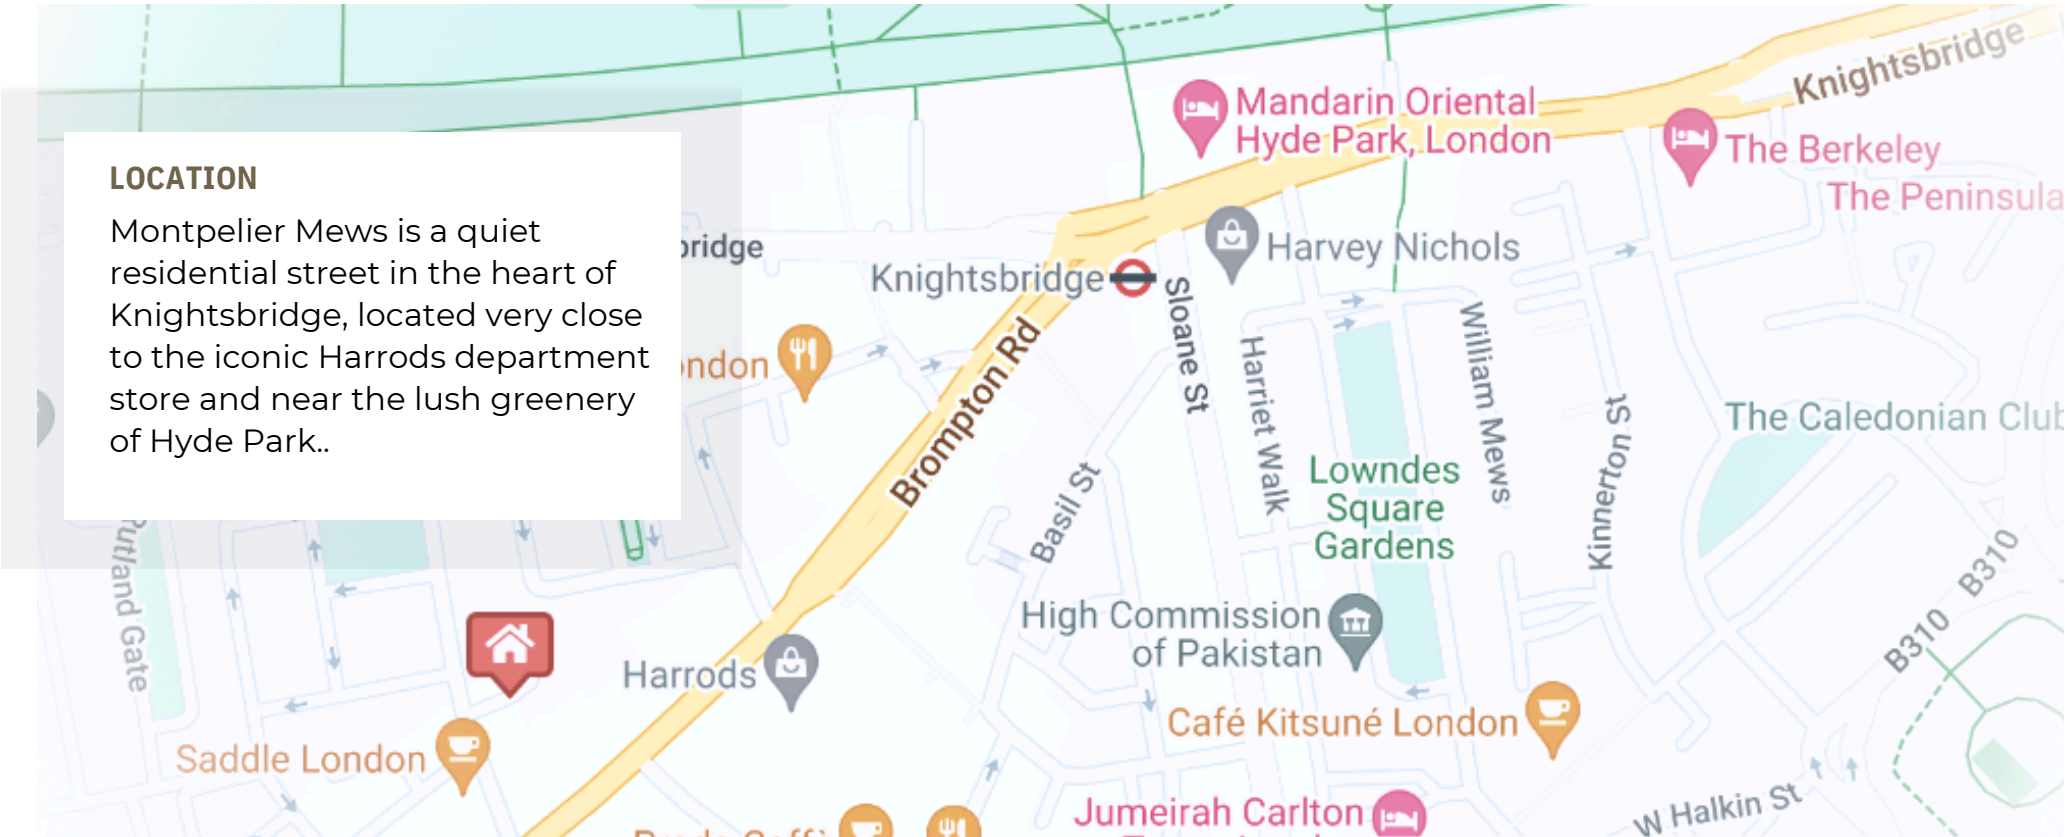 LOCATION
Montpelier Mews is a quiet
residential street in the heart of
Knightsbridge, located very close
to the iconic Harrods department
store and near the lush greenery
of Hyde Park..
Knightsbridge
Mandarin Oriental
Hyde Park, London
The Berkeley
The Peninsula
bridge
Harvey Nichols
Knightsbridge
Sloane St
ndon
Brompton Rd
Harriet Walk
William Mews
Kinnerton St
The Caledonian Club
Basil St
Lowndes
Square
Gardens
B310
B310
Rutland Gate
High Commission
of Pakistan
Harrods
Café Kitsuné London
Saddle London
Jumeirah Carlton
W Halkin St